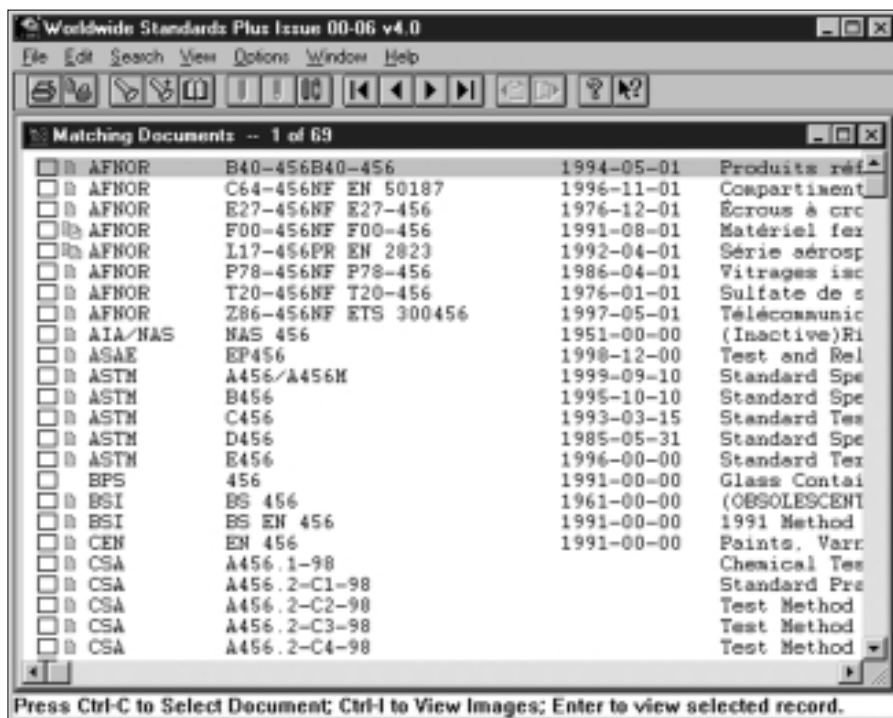 Worldwide Standards Plus Issue 00-06 v4.0
File Edit Search View Options Window Help
Matching Documents -- 1 of 69
AFNOR B40-456B40-456 1994-05-01 Produits réf
AFNOR C64-456NF EN 50187 1996-11-01 Compartiment
AFNOR E27-456NF E27-456 1976-12-01 Écrous à cro
AFNOR F00-456NF F00-456 1991-08-01 Matériel fer
AFNOR L17-456PR EN 2823 1992-04-01 Série aérosp
AFNOR P78-456NF P78-456 1986-04-01 Vitrages iso
AFNOR T20-456NF T20-456 1976-01-01 Sulfate de s
AFNOR Z86-456NF ETS 300456 1997-05-01 Télécommunic
AIA/NAS NAS 456 1951-00-00 (Inactive)Ri
ASAE EP456 1998-12-00 Test and Rel
ASTM A456/A456M 1999-09-10 Standard Spe
ASTM B456 1995-10-10 Standard Spe
ASTM C456 1993-03-15 Standard Tes
ASTM D456 1985-05-31 Standard Spe
ASTM E456 1996-00-00 Standard Ter
BPS 456 1991-00-00 Glass Contai
BSI BS 456 1961-00-00 (OBSOLESCENT
BSI BS EN 456 1991-00-00 1991 Method
CEN EN 456 1991-00-00 Paints, Varn
CSA A456.1-98 Chemical Tes
CSA A456.2-C1-98 Standard Pra
CSA A456.2-C2-98 Test Method
CSA A456.2-C3-98 Test Method
CSA A456.2-C4-98 Test Method
Press Ctrl-C to Select Document; Ctrl-I to View Images; Enter to view selected record.